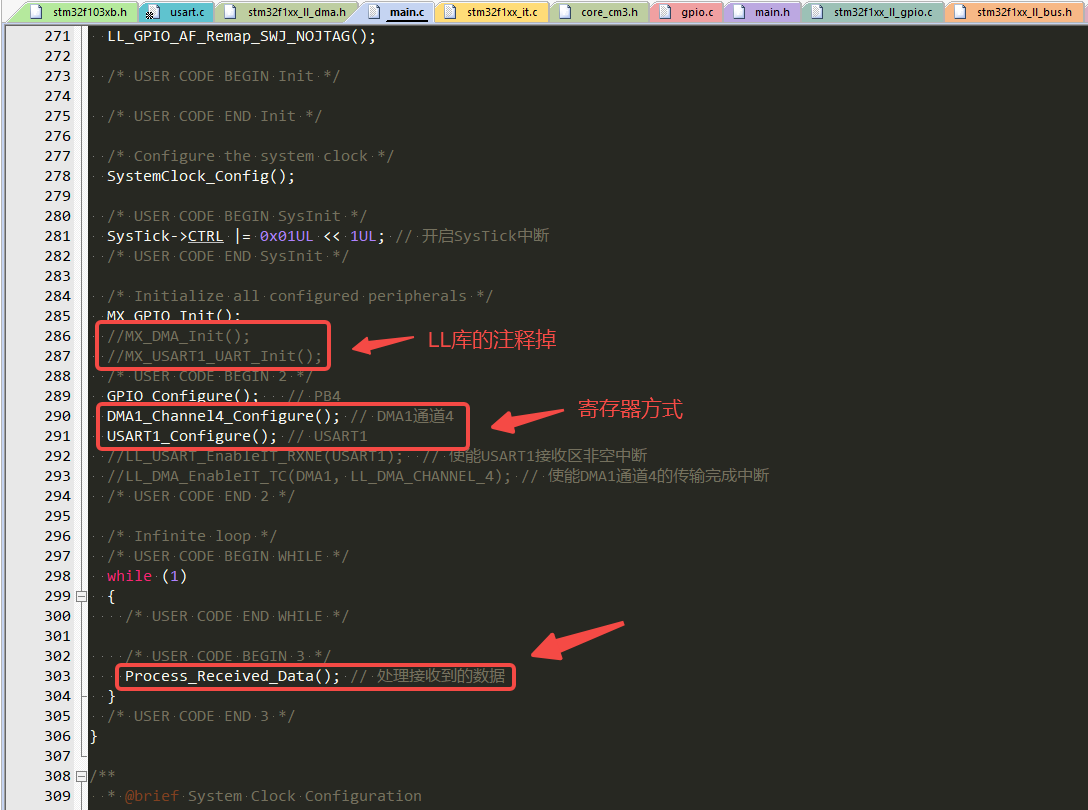 stm32f103xb.h usart.c stm32f1xx_ll_dma.h main.c stm32f1xx_it.c core_cm3.h gpio.c main.h stm32f1xx_ll_gpio.c stm32f1xx_ll_bus.h
271 LL_GPIO_AF_Remap_SWJ_NOJTAG();
272
273 /* USER CODE BEGIN Init */
274
275 /* USER CODE END Init */
276
277 /* Configure the system clock */
278 SystemClock_Config();
279
280 /* USER CODE BEGIN SysInit */
281 SysTick->CTRL |= 0x01UL << 1UL; // 开启SysTick中断
282 /* USER CODE END SysInit */
283
284 /* Initialize all configured peripherals */
285 MX_GPIO_Init();
286 //MX_DMA_Init();
LL库的注释掉
287 //MX_USART1_UART_Init();
288 /* USER CODE BEGIN 2 */
289 GPIO_Configure(); // PB4
290 DMA1_Channel4_Configure(); // DMA1通道4
寄存器方式
291 USART1_Configure(); // USART1
292 //LL_USART_EnableIT_RXNE(USART1); // 使能USART1接收区非空中断
293 //LL_DMA_EnableIT_TC(DMA1, LL_DMA_CHANNEL_4); // 使能DMA1通道4的传输完成中断
294 /* USER CODE END 2 */
295
296 /* Infinite loop */
297 /* USER CODE BEGIN WHILE */
298 while (1)
299 {
300 /* USER CODE END WHILE */
301
302 /* USER CODE BEGIN 3 */
303 Process_Received_Data(); // 处理接收到的数据
304 }
305 /* USER CODE END 3 */
306 }
307
308 /**
309 * @brief System Clock Configuration